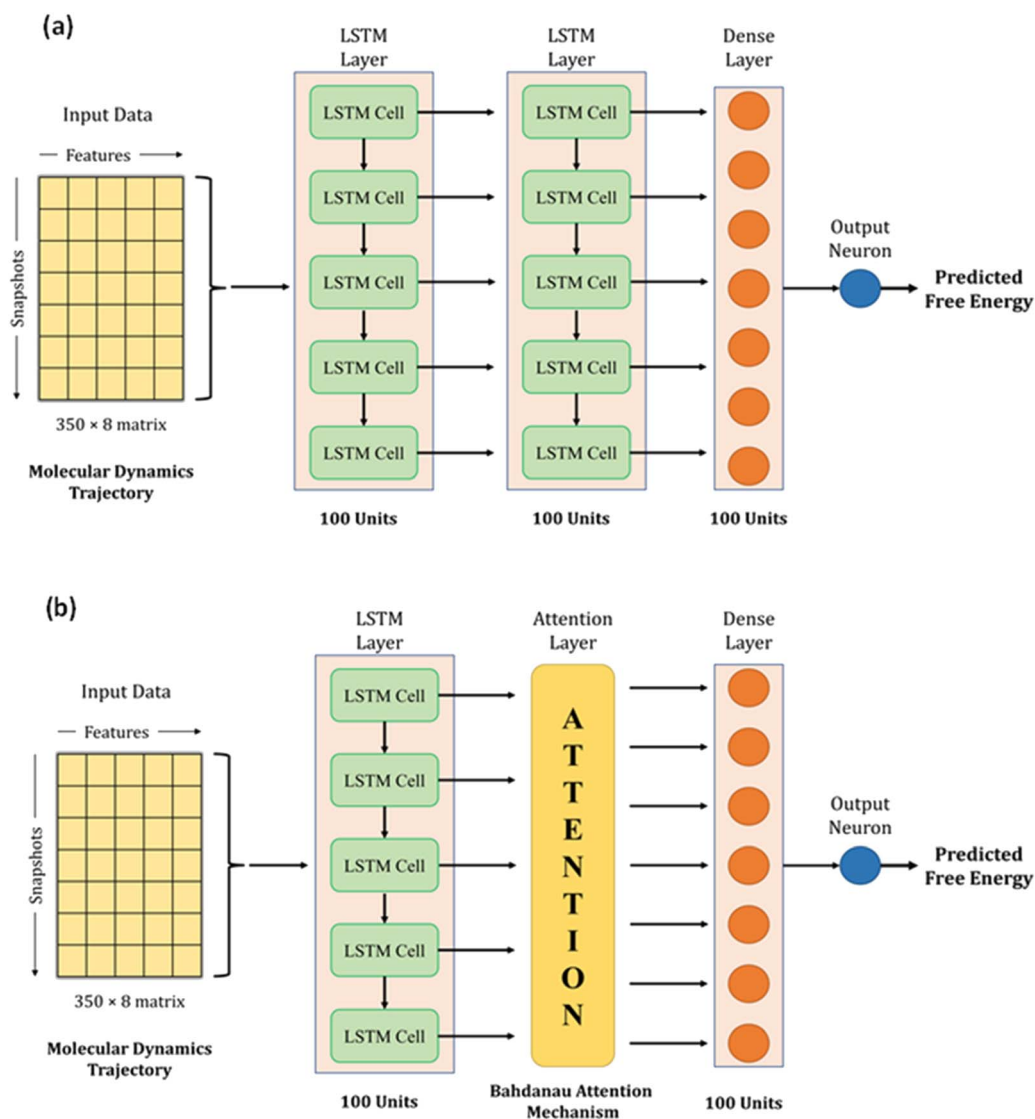 (a)
LSTM
Layer
LSTM
Layer
Dense
Layer
Input Data
Features
Snapshots
350 × 8 matrix
Molecular Dynamics
Trajectory
LSTM Cell
LSTM Cell
LSTM Cell
LSTM Cell
LSTM Cell
100 Units
LSTM Cell
LSTM Cell
LSTM Cell
LSTM Cell
LSTM Cell
100 Units
100 Units
Output
Neuron
Predicted
Free Energy
(b)
LSTM
Layer
Attention
Layer
Dense
Layer
Input Data
Features
Snapshots
350 × 8 matrix
Molecular Dynamics
Trajectory
LSTM Cell
LSTM Cell
LSTM Cell
LSTM Cell
LSTM Cell
100 Units
ATTENTION
Bahdanau Attention
Mechanism
100 Units
Output
Neuron
Predicted
Free Energy